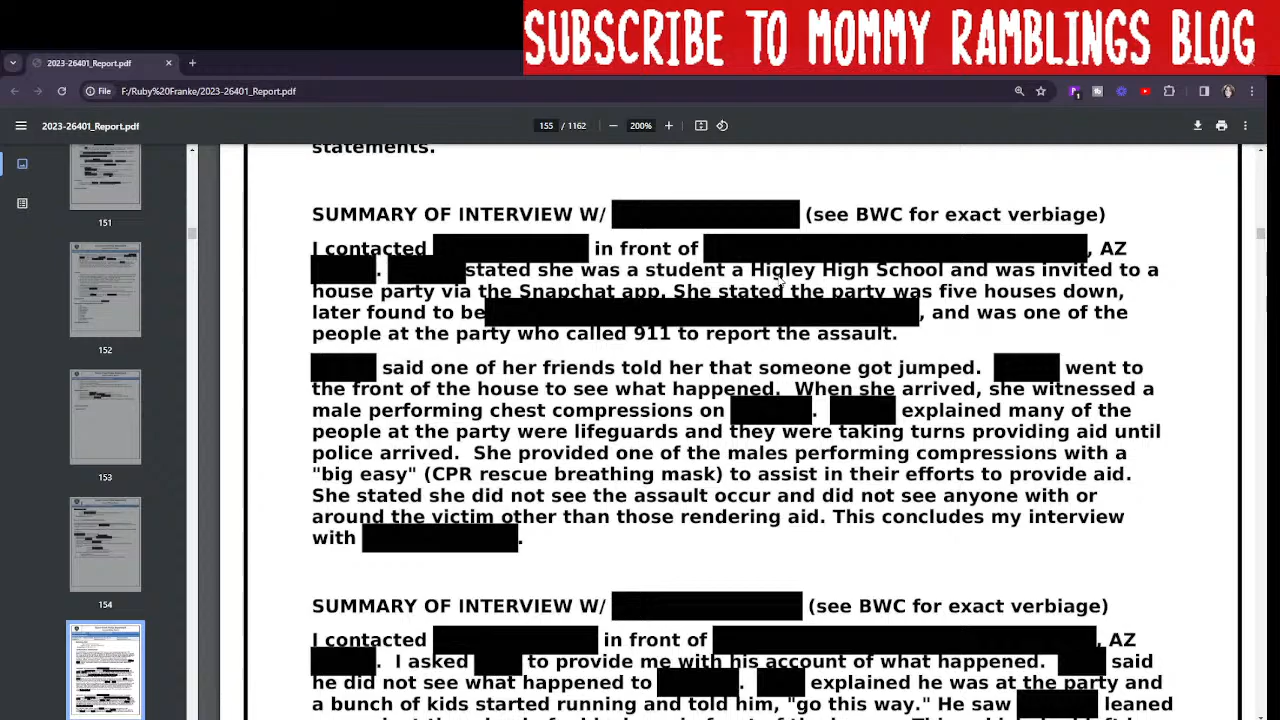 SUBSCRIBE TO MOMMY RAMBLINGS BLOG
2023-26401_Report.pdf
File F:/Ruby%20Franke/2023-26401_Report.pdf
2023-26401_Report.pdf 155 / 1162 200%
statements.
151
152
153
154
SUMMARY OF INTERVIEW W/ (see BWC for exact verbiage)
I contacted in front of , AZ
. stated she was a student a Higley High School and was invited to a
house party via the Snapchat app. She stated the party was five houses down,
later found to be , and was one of the
people at the party who called 911 to report the assault.
said one of her friends told her that someone got jumped. went to
the front of the house to see what happened. When she arrived, she witnessed a
male performing chest compressions on . explained many of the
people at the party were lifeguards and they were taking turns providing aid until
police arrived. She provided one of the males performing compressions with a
"big easy" (CPR rescue breathing mask) to assist in their efforts to provide aid.
She stated she did not see the assault occur and did not see anyone with or
around the victim other than those rendering aid. This concludes my interview
with .
SUMMARY OF INTERVIEW W/ (see BWC for exact verbiage)
I contacted in front of , AZ
. I asked to provide me with his account of what happened. said
he did not see what happened to . explained he was at the party and
a bunch of kids started running and told him, "go this way." He saw leaned